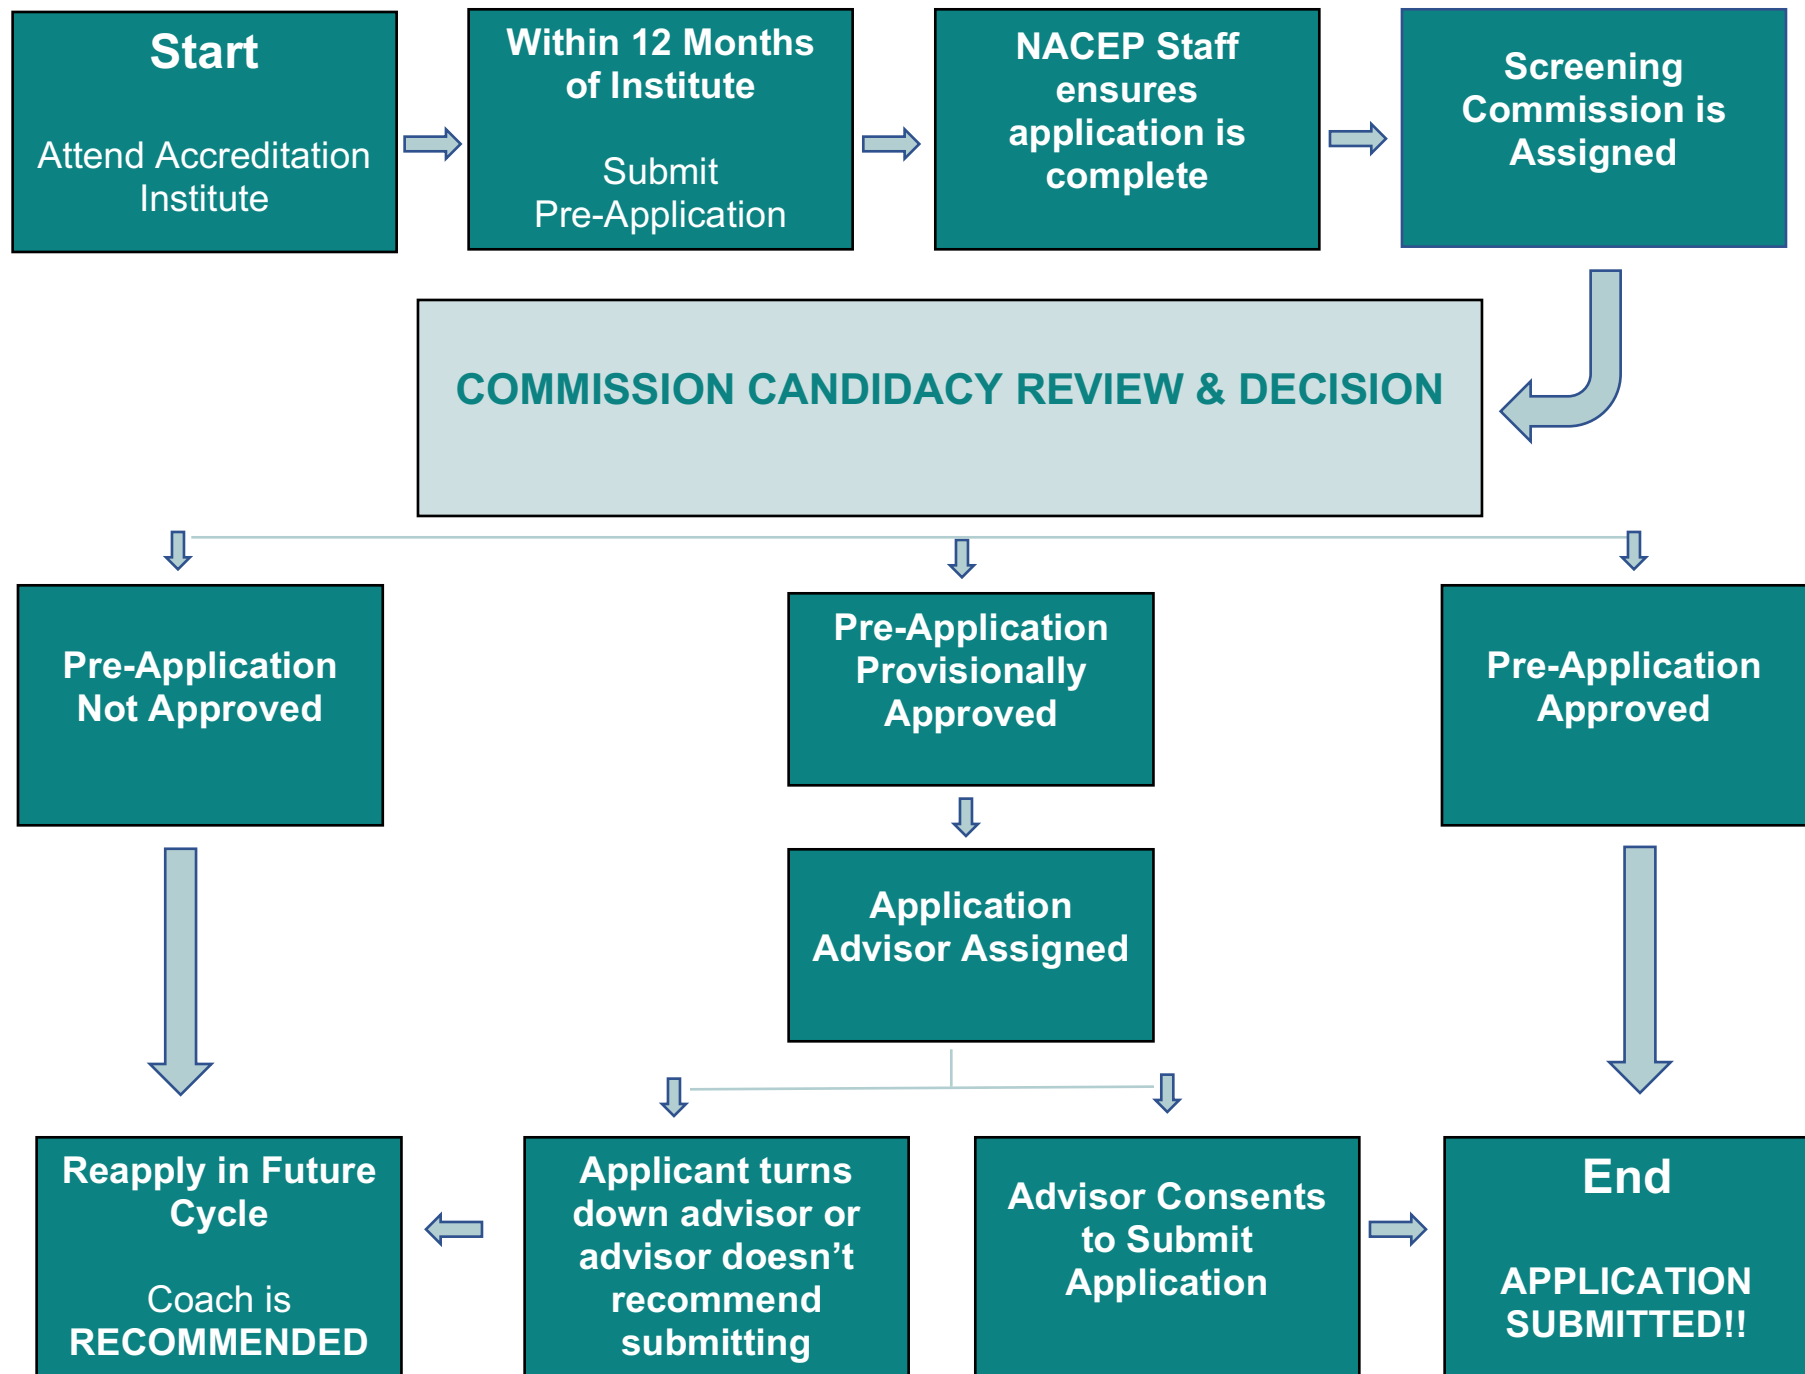 Start
Attend Accreditation
Institute
Within 12 Months
of Institute
Submit
Pre-Application
NACEP Staff
ensures
application is
complete
Screening
Commission is
Assigned
COMMISSION CANDIDACY REVIEW & DECISION
Pre-Application
Not Approved
Pre-Application
Provisionally
Approved
Pre-Application
Approved
Application
Advisor Assigned
Reapply in Future
Cycle
Coach is
RECOMMENDED
Applicant turns
down advisor or
advisor doesn’t
recommend
submitting
Advisor Consents
to Submit
Application
End
APPLICATION
SUBMITTED!!